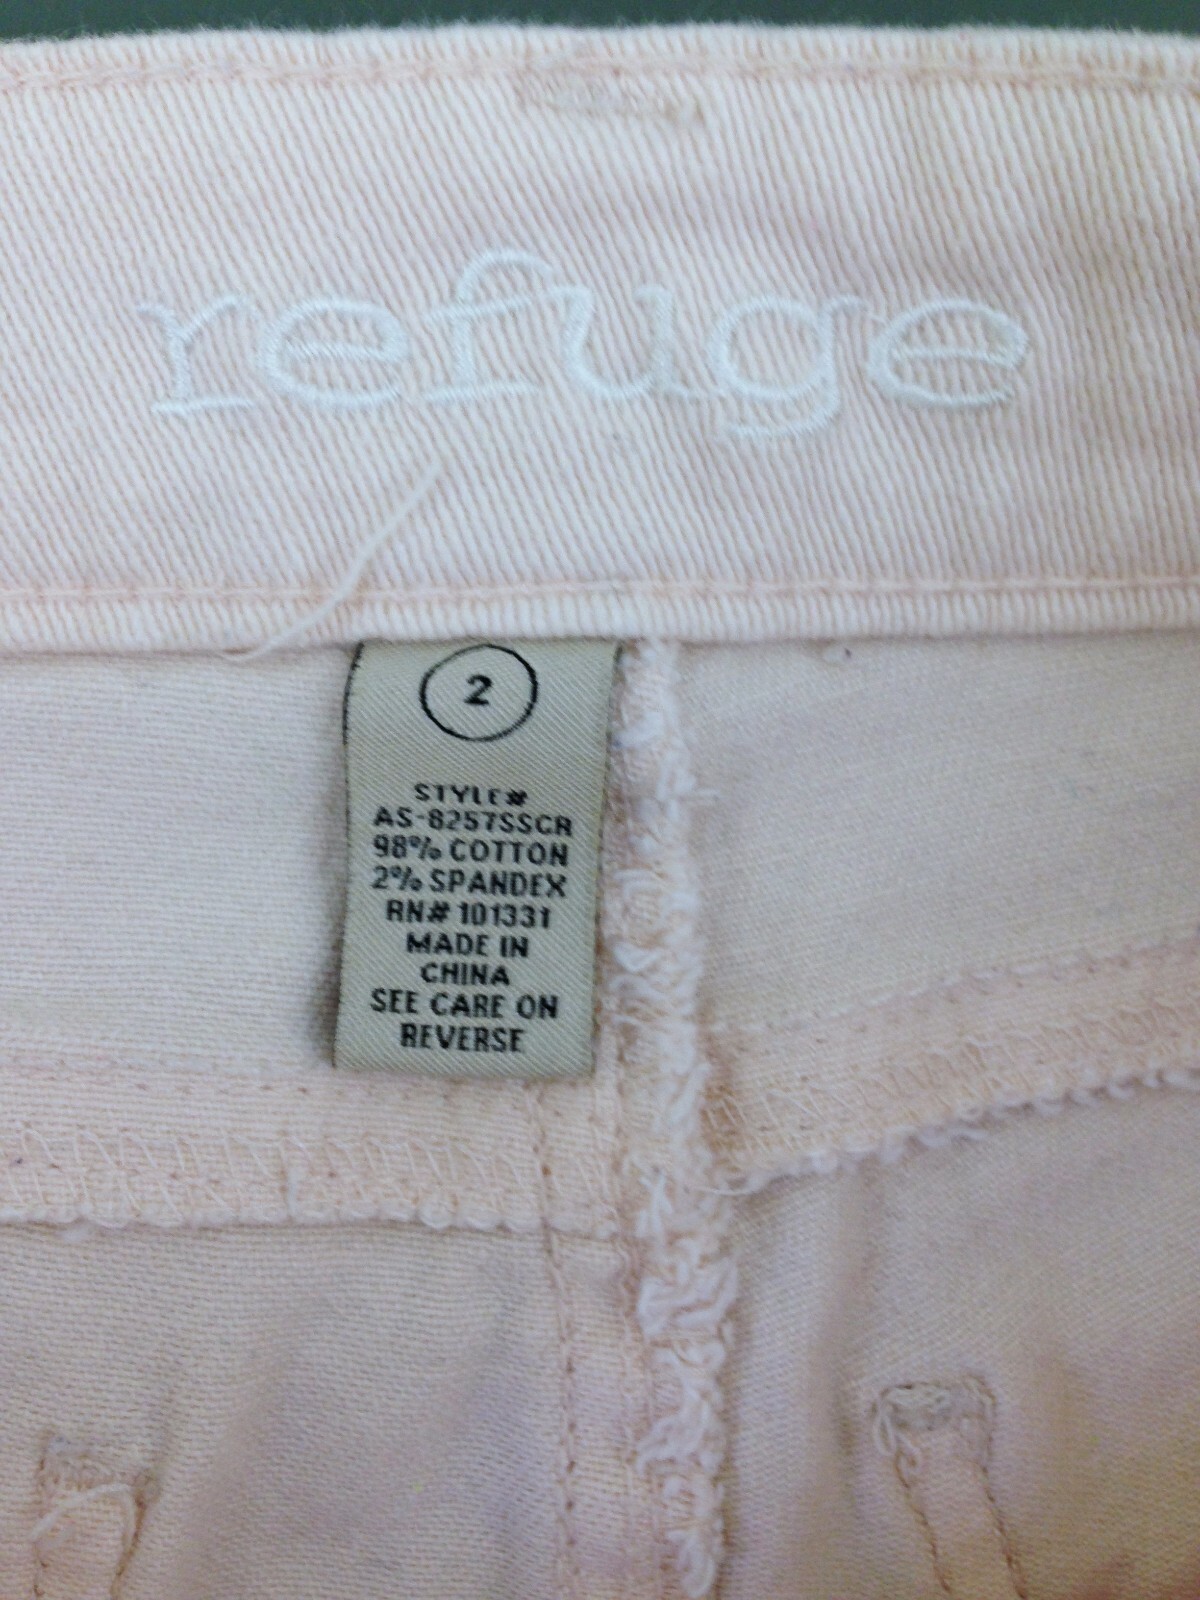 refuge
2
STYLE#
AS-8257SSCR
98% COTTON
2% SPANDEX
RN# 101331
MADE IN
CHINA
SEE CARE ON
REVERSE